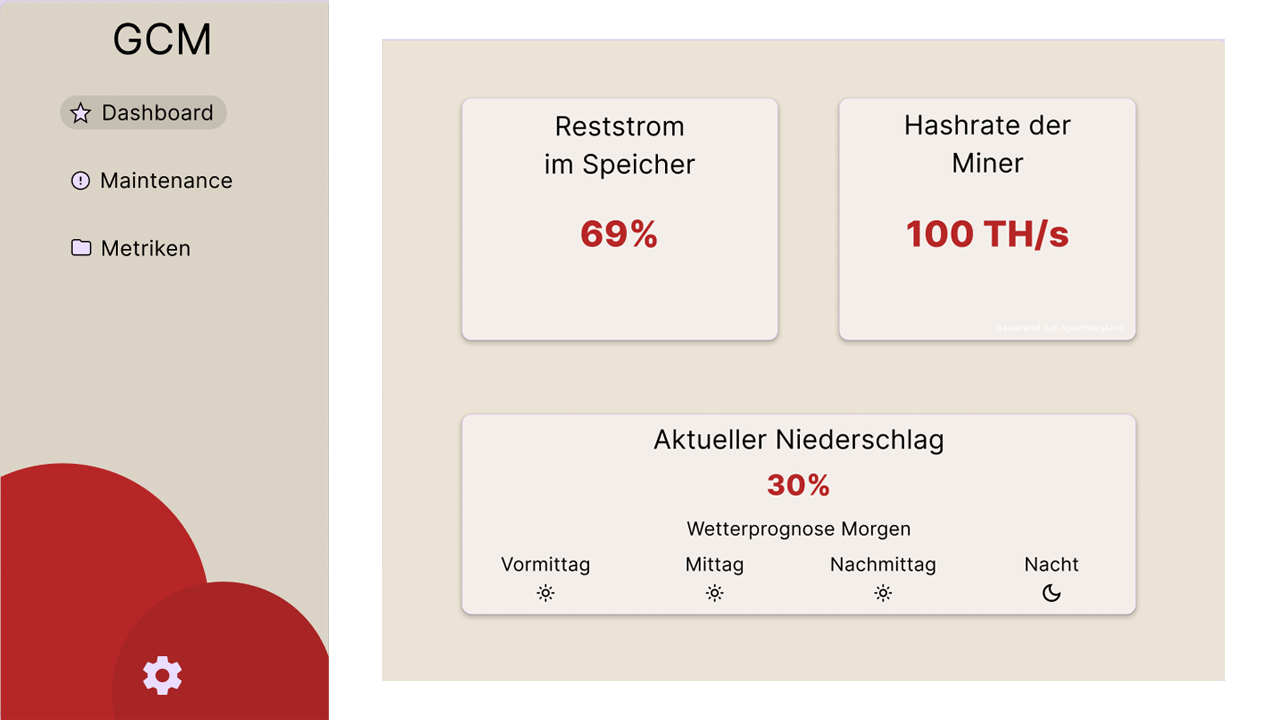 GCM
Dashboard
Maintenance
Metriken
Reststrom
im Speicher
69%
Hashrate der
Miner
100 TH/s
Basierend auf Speicherstand
Aktueller Niederschlag
30%
Wetterprognose Morgen
Vormittag
Mittag
Nachmittag
Nacht